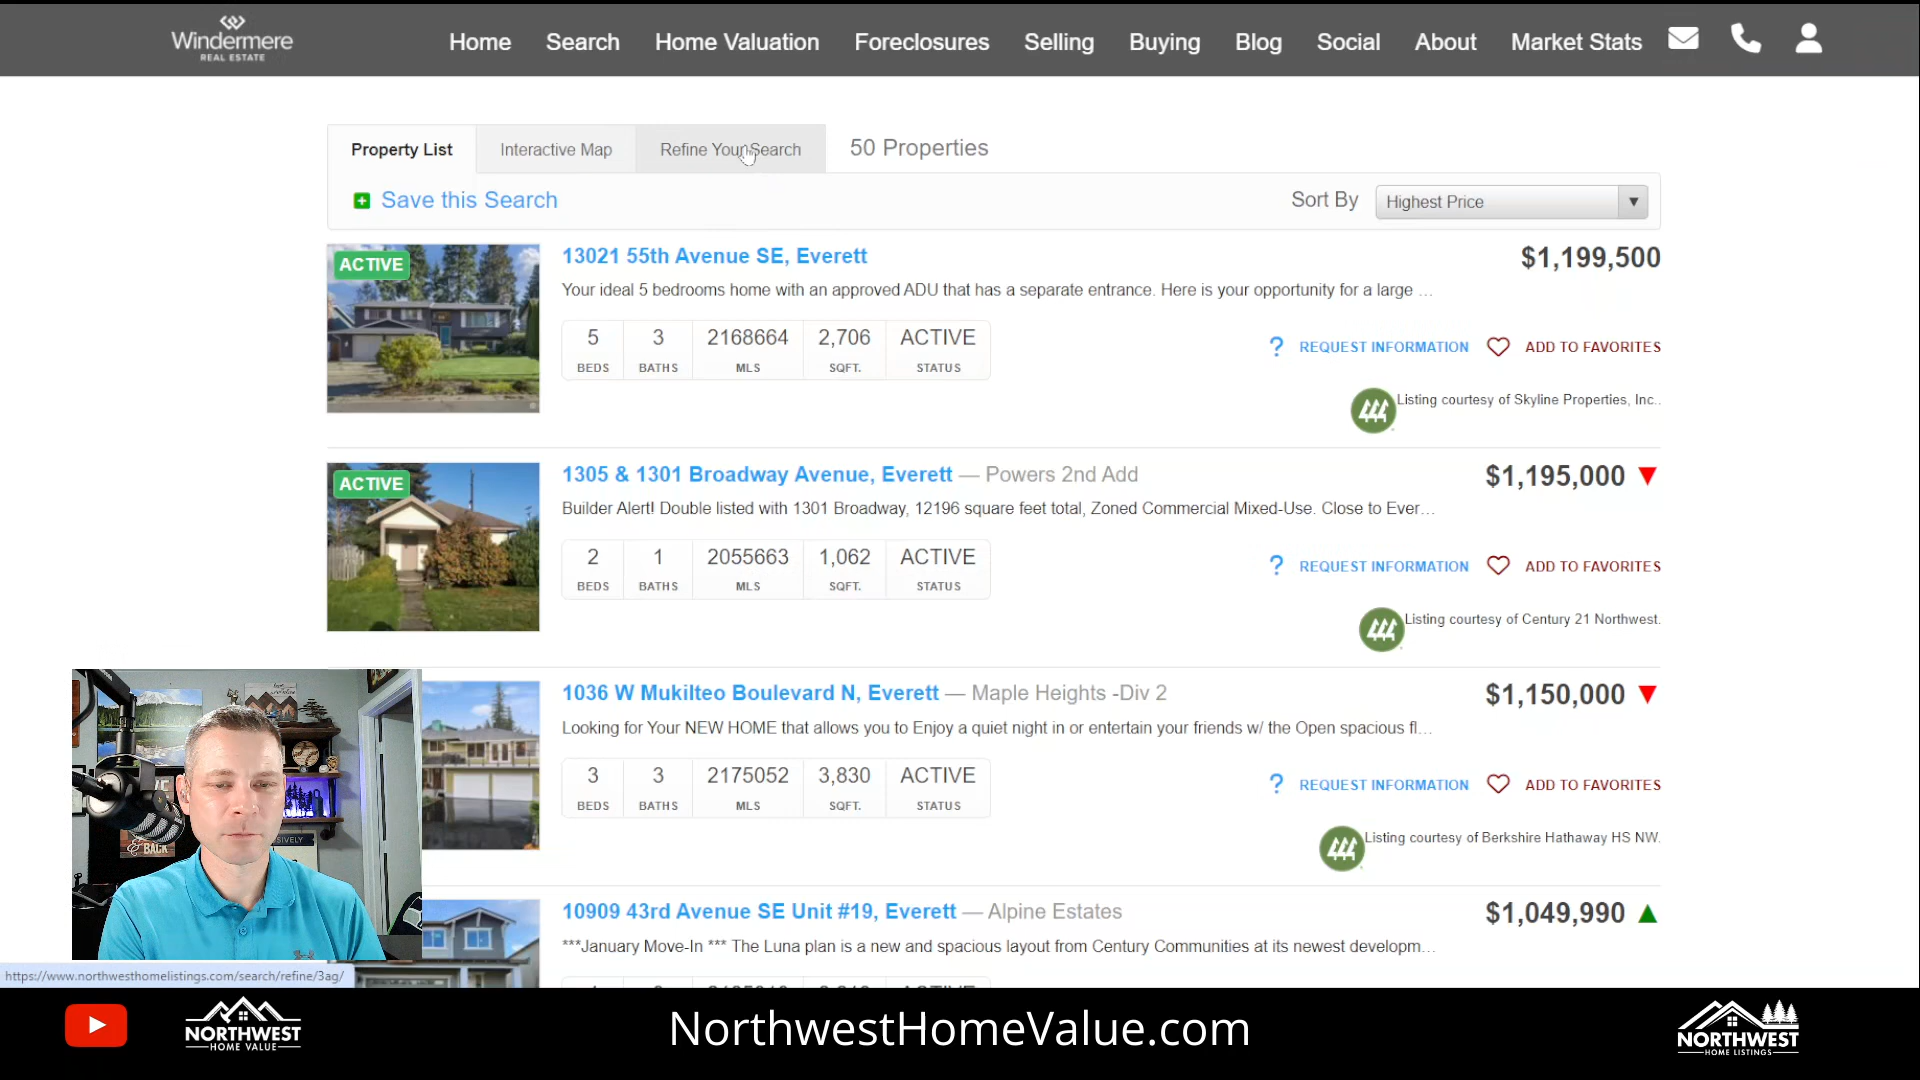 Windermere
REAL ESTATE
Home Search Home Valuation Foreclosures Selling Buying Blog Social About Market Stats
Property List Interactive Map Refine Your Search 50 Properties
Save this Search
Sort By Highest Price
ACTIVE
13021 55th Avenue SE, Everett
$1,199,500
Your ideal 5 bedrooms home with an approved ADU that has a separate entrance. Here is your opportunity for a large ...
5 3 2168664 2,706 ACTIVE
BEDS BATHS MLS SQFT. STATUS
? REQUEST INFORMATION ADD TO FAVORITES
Listing courtesy of Skyline Properties, Inc..
ACTIVE
1305 & 1301 Broadway Avenue, Everett — Powers 2nd Add
$1,195,000
Builder Alert! Double listed with 1301 Broadway, 12196 square feet total, Zoned Commercial Mixed-Use. Close to Ever...
2 1 2055663 1,062 ACTIVE
BEDS BATHS MLS SQFT. STATUS
? REQUEST INFORMATION ADD TO FAVORITES
Listing courtesy of Century 21 Northwest.
1036 W Mukilteo Boulevard N, Everett — Maple Heights -Div 2
$1,150,000
Looking for Your NEW HOME that allows you to Enjoy a quiet night in or entertain your friends w/ the Open spacious fl...
3 3 2175052 3,830 ACTIVE
BEDS BATHS MLS SQFT. STATUS
? REQUEST INFORMATION ADD TO FAVORITES
Listing courtesy of Berkshire Hathaway HS NW.
& BACK
10909 43rd Avenue SE Unit #19, Everett — Alpine Estates
$1,049,990
***January Move-In *** The Luna plan is a new and spacious layout from Century Communities at its newest developm...
https://www.northwesthomelistings.com/search/refine/3ag/
NORTHWEST
HOME VALUE
NorthwestHomeValue.com
NORTHWEST
HOME LISTINGS